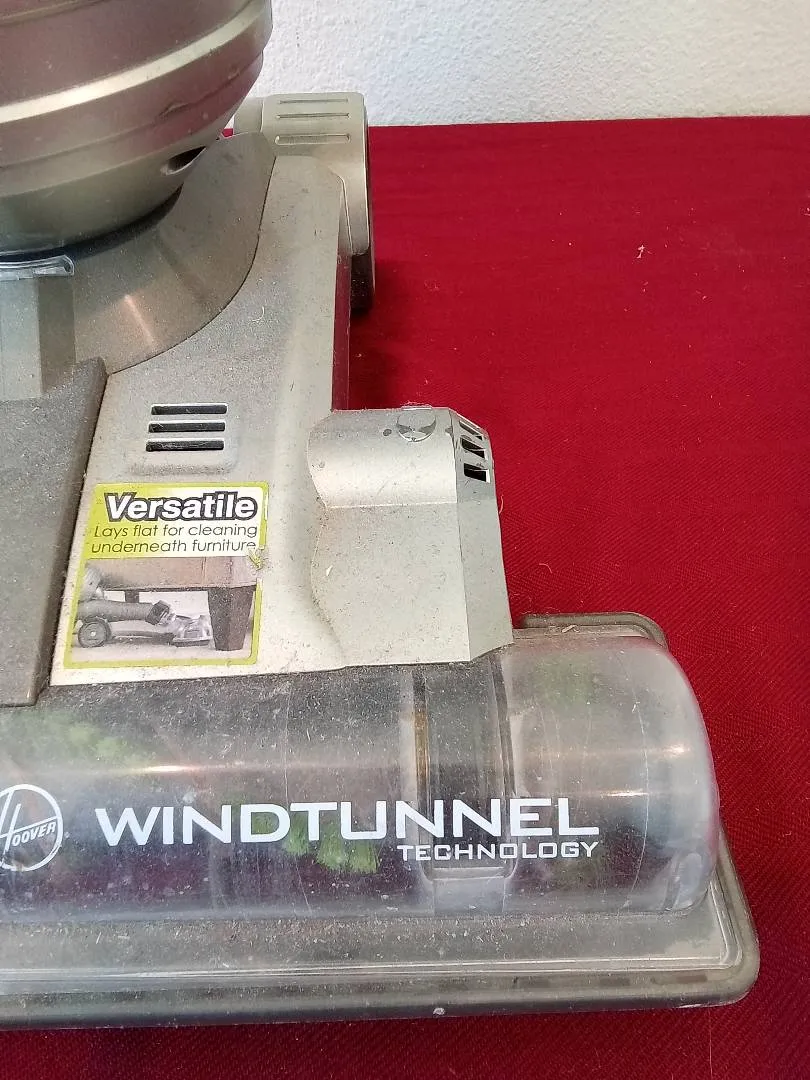 Versatile
Lays flat for cleaning
underneath furniture
HOOVER
WINDTUNNEL
TECHNOLOGY